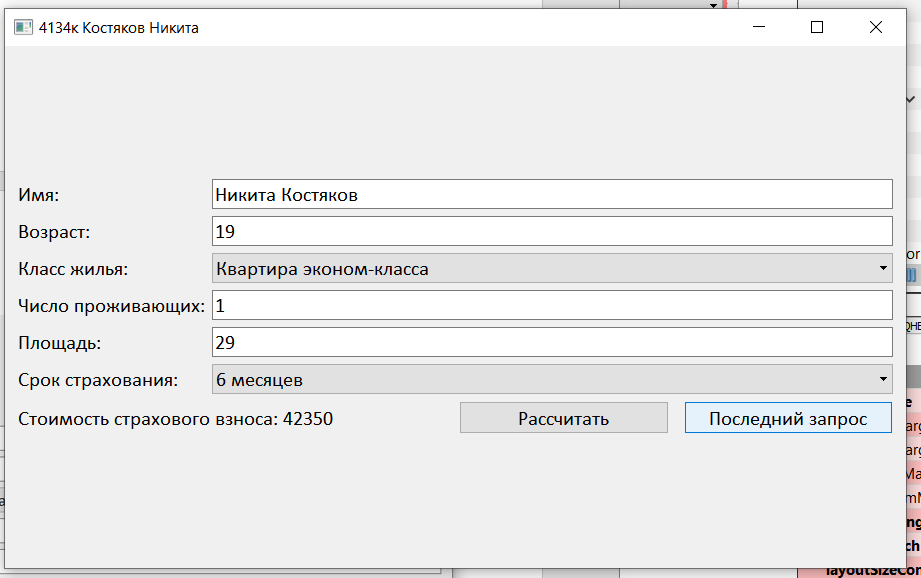 4134к Костяков Никита
Имя: Никита Костяков
Возраст: 19
Класс жилья: Квартира эконом-класса
Число проживающих: 1
Площадь: 29
Срок страхования: 6 месяцев
Стоимость страхового взноса: 42350 Рассчитать Последний запрос
layoutSizeCon